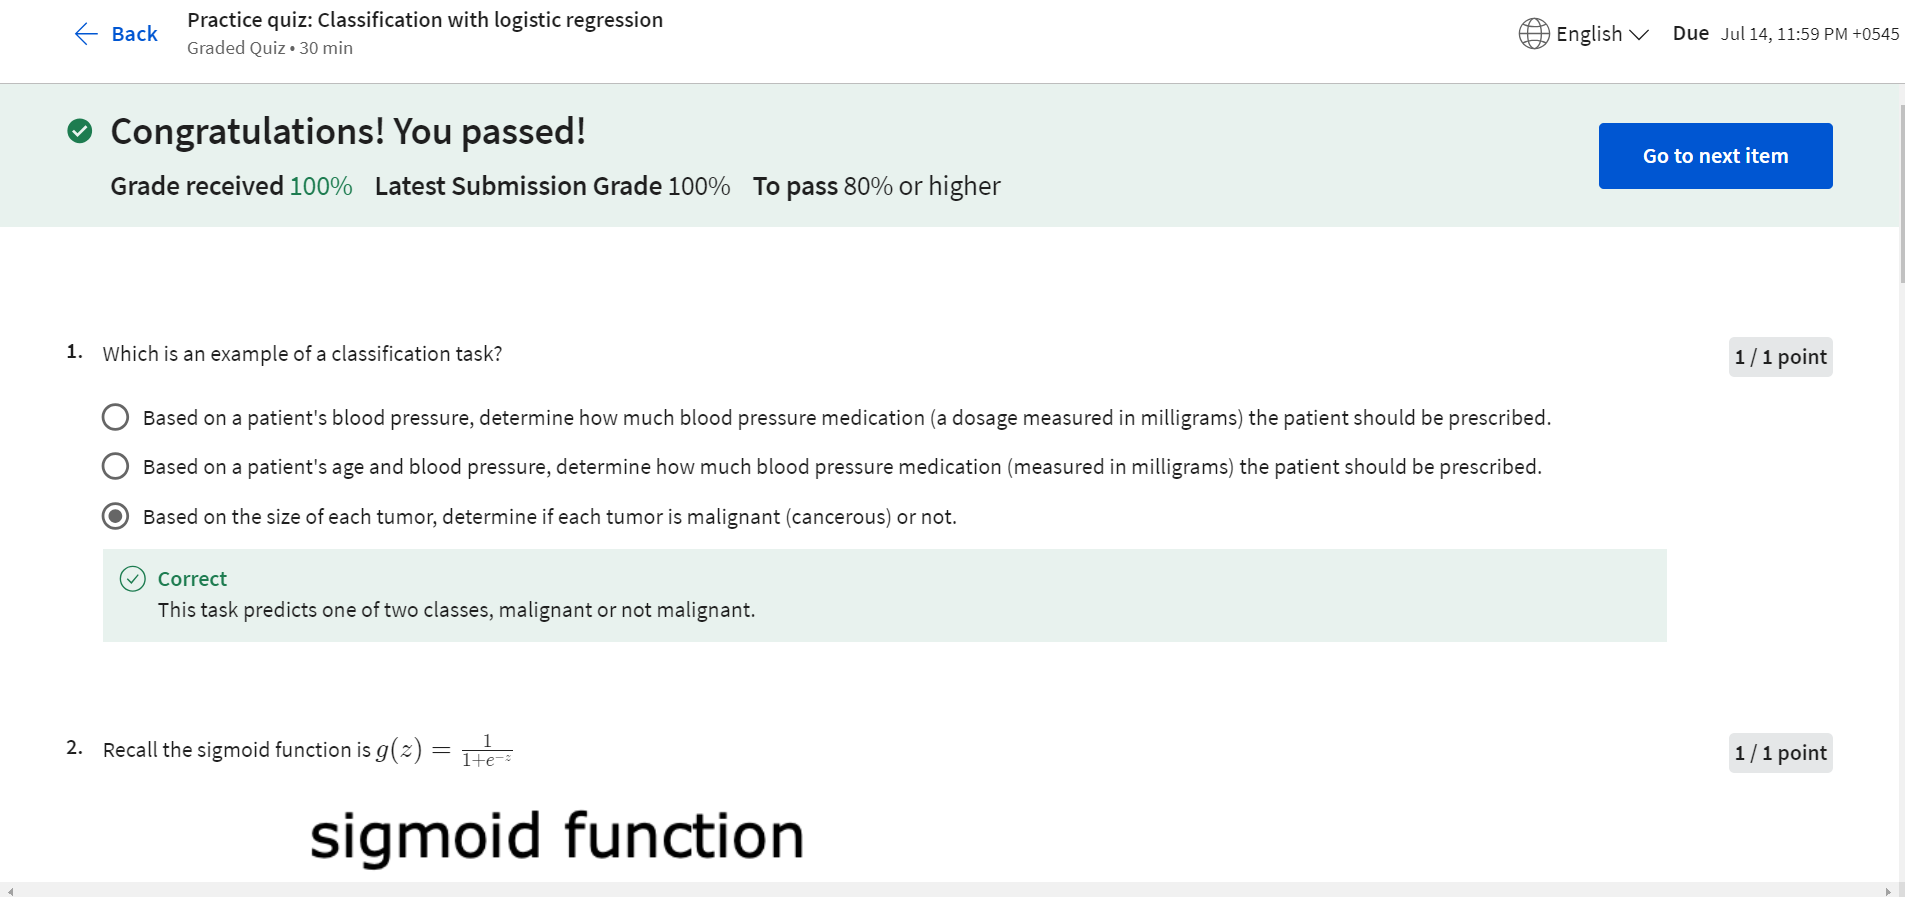 Back
Practice quiz: Classification with logistic regression
Graded Quiz • 30 min
English
Due Jul 14, 11:59 PM +0545
Congratulations! You passed!
Grade received 100% Latest Submission Grade 100% To pass 80% or higher
Go to next item
1. Which is an example of a classification task?
1 / 1 point
Based on a patient's blood pressure, determine how much blood pressure medication (a dosage measured in milligrams) the patient should be prescribed.
Based on a patient's age and blood pressure, determine how much blood pressure medication (measured in milligrams) the patient should be prescribed.
Based on the size of each tumor, determine if each tumor is malignant (cancerous) or not.
Correct
This task predicts one of two classes, malignant or not malignant.
2. Recall the sigmoid function is $g(z) = \frac{1}{1+e^{-z}}$
1 / 1 point
sigmoid function